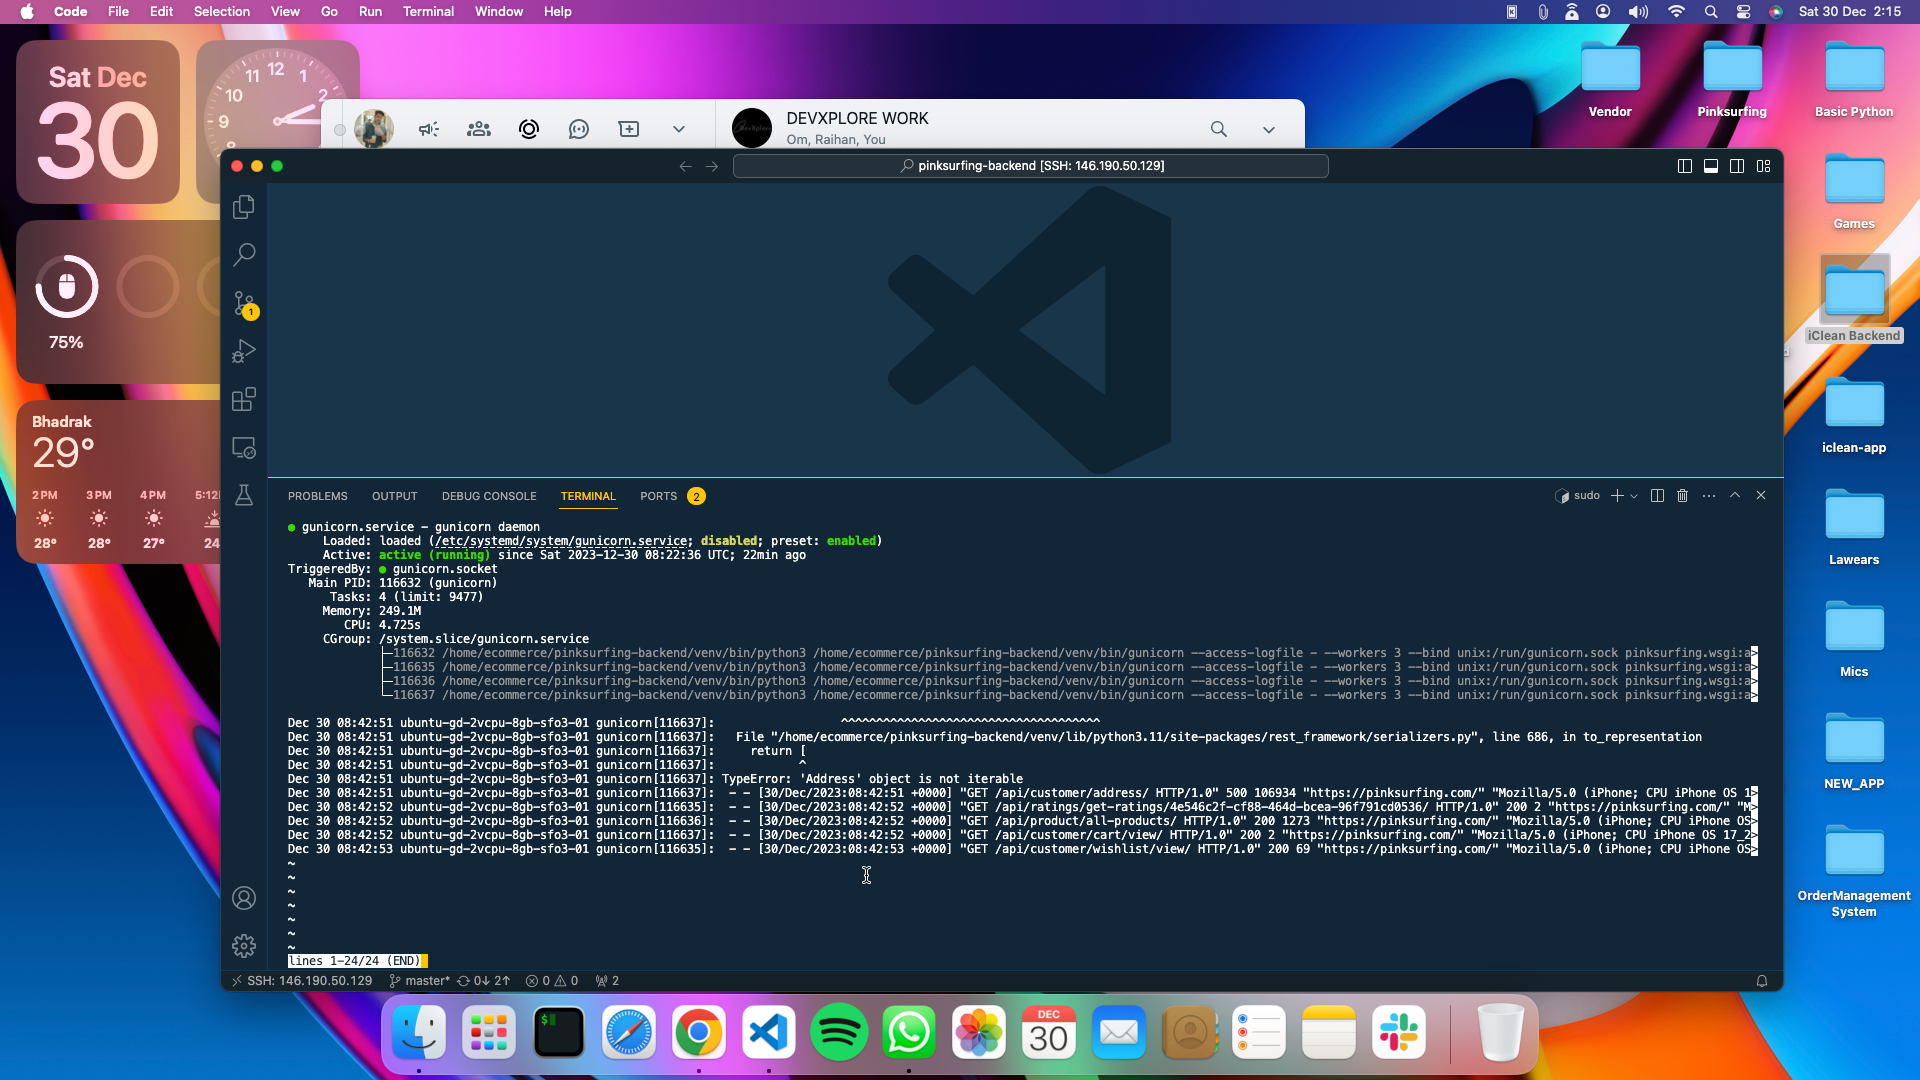 Code File Edit Selection View Go Run Terminal Window Help
Sat 30 Dec 2:15
Sat Dec
30
12
11
1
10
2
9
8
75%
Bhadrak
29°
2 PM 3 PM 4 PM 5:12
28° 28° 27° 24
DEVXPLORE WORK
Om, Raihan, You
pinksurfing-backend [SSH: 146.190.50.129]
1
PROBLEMS OUTPUT DEBUG CONSOLE TERMINAL PORTS 2
sudo
● gunicorn.service - gunicorn daemon
Loaded: loaded (/etc/systemd/system/gunicorn.service; disabled; preset: enabled)
Active: active (running) since Sat 2023-12-30 08:22:36 UTC; 22min ago
TriggeredBy: ● gunicorn.socket
Main PID: 116632 (gunicorn)
Tasks: 4 (limit: 9477)
Memory: 249.1M
CPU: 4.725s
CGroup: /system.slice/gunicorn.service
├─116632 /home/ecommerce/pinksurfing-backend/venv/bin/python3 /home/ecommerce/pinksurfing-backend/venv/bin/gunicorn --access-logfile - --workers 3 --bind unix:/run/gunicorn.sock pinksurfing.wsgi:a>
├─116635 /home/ecommerce/pinksurfing-backend/venv/bin/python3 /home/ecommerce/pinksurfing-backend/venv/bin/gunicorn --access-logfile - --workers 3 --bind unix:/run/gunicorn.sock pinksurfing.wsgi:a>
├─116636 /home/ecommerce/pinksurfing-backend/venv/bin/python3 /home/ecommerce/pinksurfing-backend/venv/bin/gunicorn --access-logfile - --workers 3 --bind unix:/run/gunicorn.sock pinksurfing.wsgi:a>
└─116637 /home/ecommerce/pinksurfing-backend/venv/bin/python3 /home/ecommerce/pinksurfing-backend/venv/bin/gunicorn --access-logfile - --workers 3 --bind unix:/run/gunicorn.sock pinksurfing.wsgi:a>
Dec 30 08:42:51 ubuntu-gd-2vcpu-8gb-sfo3-01 gunicorn[116637]: ^^^^^^^^^^^^^^^^^^^^^^^^^^^^^^^^^^^^^
Dec 30 08:42:51 ubuntu-gd-2vcpu-8gb-sfo3-01 gunicorn[116637]: File "/home/ecommerce/pinksurfing-backend/venv/lib/python3.11/site-packages/rest_framework/serializers.py", line 686, in to_representation
Dec 30 08:42:51 ubuntu-gd-2vcpu-8gb-sfo3-01 gunicorn[116637]: return [
Dec 30 08:42:51 ubuntu-gd-2vcpu-8gb-sfo3-01 gunicorn[116637]: ^
Dec 30 08:42:51 ubuntu-gd-2vcpu-8gb-sfo3-01 gunicorn[116637]: TypeError: 'Address' object is not iterable
Dec 30 08:42:51 ubuntu-gd-2vcpu-8gb-sfo3-01 gunicorn[116637]: - - [30/Dec/2023:08:42:51 +0000] "GET /api/customer/address/ HTTP/1.0" 500 106934 "https://pinksurfing.com/" "Mozilla/5.0 (iPhone; CPU iPhone OS 1>
Dec 30 08:42:52 ubuntu-gd-2vcpu-8gb-sfo3-01 gunicorn[116635]: - - [30/Dec/2023:08:42:52 +0000] "GET /api/ratings/get-ratings/4e546c2f-cf88-464d-bcea-96f791cd0536/ HTTP/1.0" 200 2 "https://pinksurfing.com/" "M>
Dec 30 08:42:52 ubuntu-gd-2vcpu-8gb-sfo3-01 gunicorn[116636]: - - [30/Dec/2023:08:42:52 +0000] "GET /api/product/all-products/ HTTP/1.0" 200 1273 "https://pinksurfing.com/" "Mozilla/5.0 (iPhone; CPU iPhone OS>
Dec 30 08:42:52 ubuntu-gd-2vcpu-8gb-sfo3-01 gunicorn[116637]: - - [30/Dec/2023:08:42:52 +0000] "GET /api/customer/cart/view/ HTTP/1.0" 200 2 "https://pinksurfing.com/" "Mozilla/5.0 (iPhone; CPU iPhone OS 17_2>
Dec 30 08:42:53 ubuntu-gd-2vcpu-8gb-sfo3-01 gunicorn[116635]: - - [30/Dec/2023:08:42:53 +0000] "GET /api/customer/wishlist/view/ HTTP/1.0" 200 69 "https://pinksurfing.com/" "Mozilla/5.0 (iPhone; CPU iPhone OS>
~
~
~
~
~
~
~
lines 1-24/24 (END)
SSH: 146.190.50.129 master* 0↓ 2↑ 0 0 2
Vendor
Pinksurfing
Basic Python
Games
iClean Backend
iclean-app
Lawears
Mics
NEW_APP
OrderManagement
System
$
DEC
30